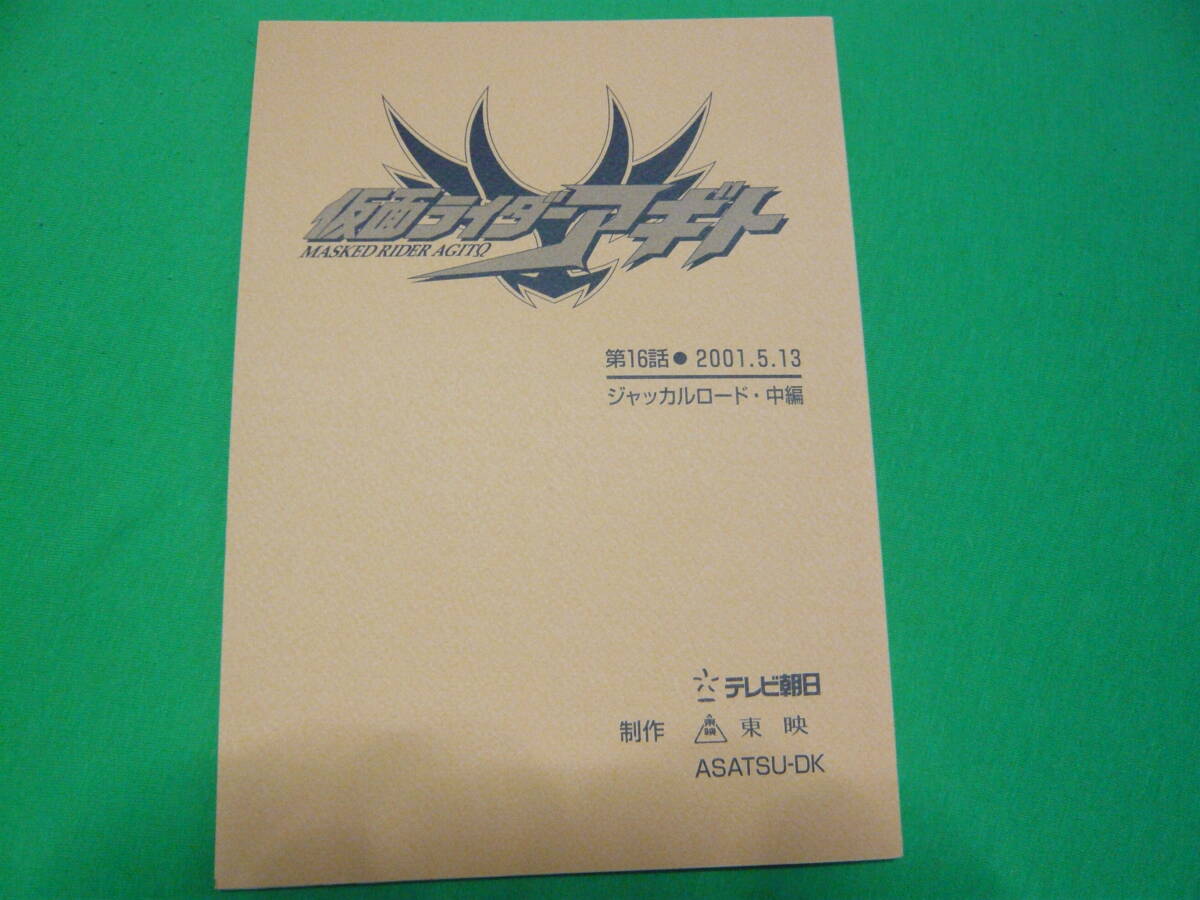 仮面ライダーアギト
MASKED RIDER AGITΩ
第16話●2001.5.13
ジャッカルロード・中編
テレビ朝日
制作 東映 東映
ASATSU-DK